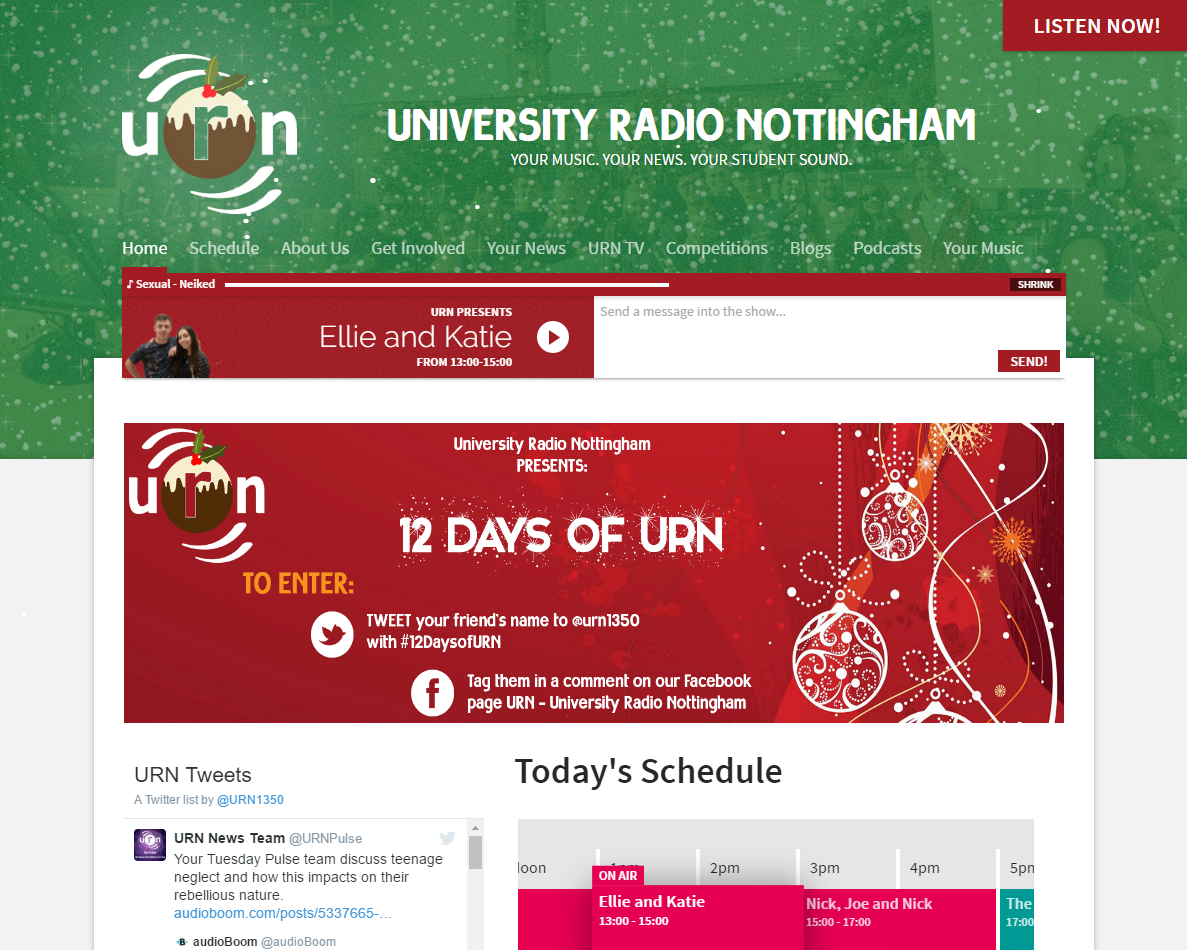 LISTEN NOW!
urn
UNIVERSITY RADIO NOTTINGHAM
YOUR MUSIC. YOUR NEWS. YOUR STUDENT SOUND.
Home Schedule About Us Get Involved Your News URN TV Competitions Blogs Podcasts Your Music
♪ Sexual - Neiked
SHRINK
URN PRESENTS
Ellie and Katie
FROM 13:00-15:00
Send a message into the show...
SEND!
urn
University Radio Nottingham
PRESENTS:
12 DAYS OF URN
TO ENTER:
TWEET your friend's name to @urn1350
with #12DaysofURN
Tag them in a comment on our Facebook
page URN - University Radio Nottingham
URN Tweets
A Twitter list by @URN1350
urn
URN News Team @URNPulse
Your Tuesday Pulse team discuss teenage
neglect and how this impacts on their
rebellious nature.
audioboom.com/posts/5337665-…
B audioBoom @audioBoom
Today's Schedule
loon 1pm 2pm 3pm 4pm 5pn
ON AIR
Ellie and Katie
13:00 - 15:00
Nick, Joe and Nick
15:00 - 17:00
The
17:00